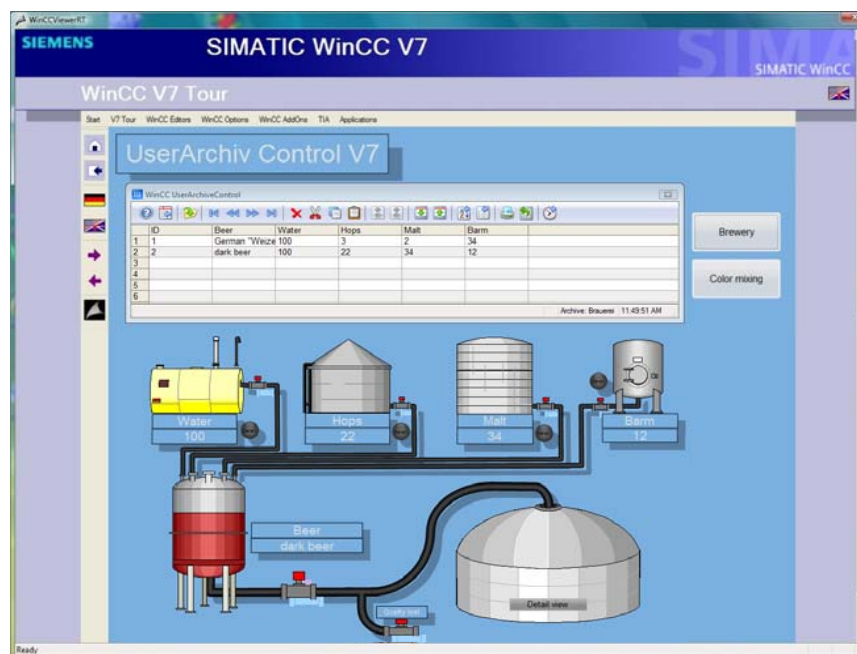 WinCCViewerRT
SIEMENS
SIMATIC WinCC V7
SIMA
SIMATIC WinCC
WinCC V7 Tour
Start V7 Tour WinCC Editors WinCC Options WinCC AddOns TIA Applications
UserArchiv Control V7
WinCC UserArchiveControl
ID Beer Water Hops Malt Barm
1 1 German "Weize 100 3 2 34
2 2 dark beer 100 22 34 12
3
4
5
6
Archive: Brauerei 11:49:51 AM
Brewery
Color mixing
Water
100
Hops
22
Malt
34
Barm
12
Beer
dark beer
Quality test
Detail view
Ready